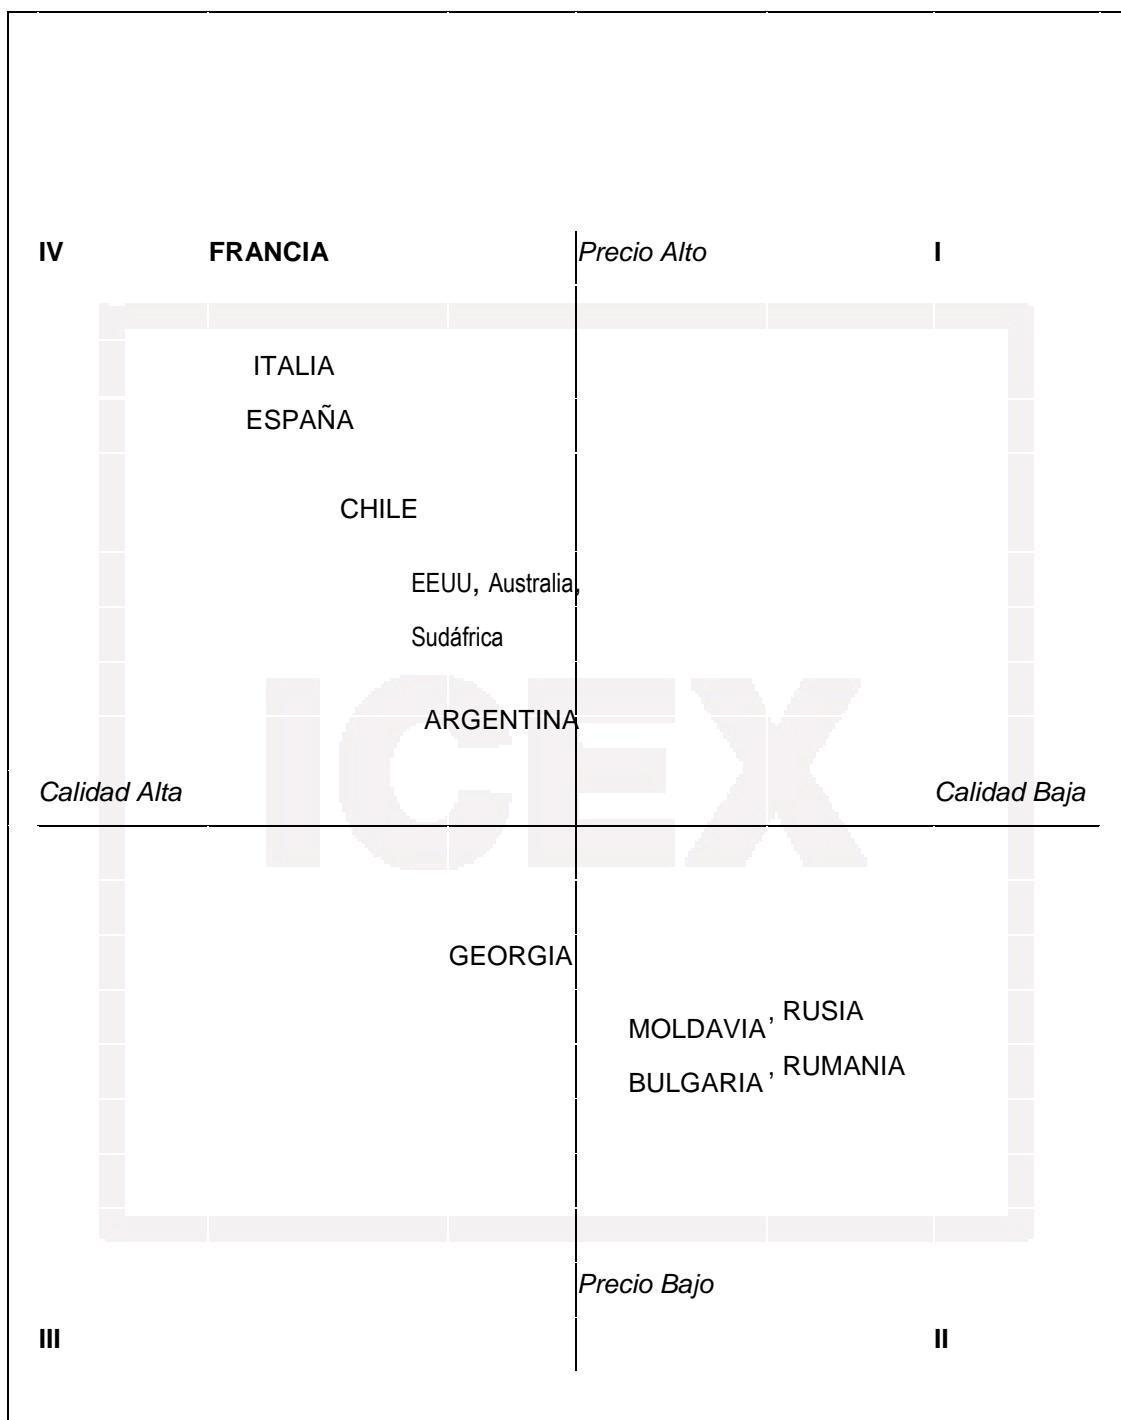 IV FRANCIA Precio Alto I
ITALIA
ESPAÑA
CHILE
EEUU, Australia,
Sudáfrica
ICEX
ARGENTINA
Calidad Alta Calidad Baja
GEORGIA
MOLDAVIA, RUSIA
BULGARIA, RUMANIA
Precio Bajo
III II